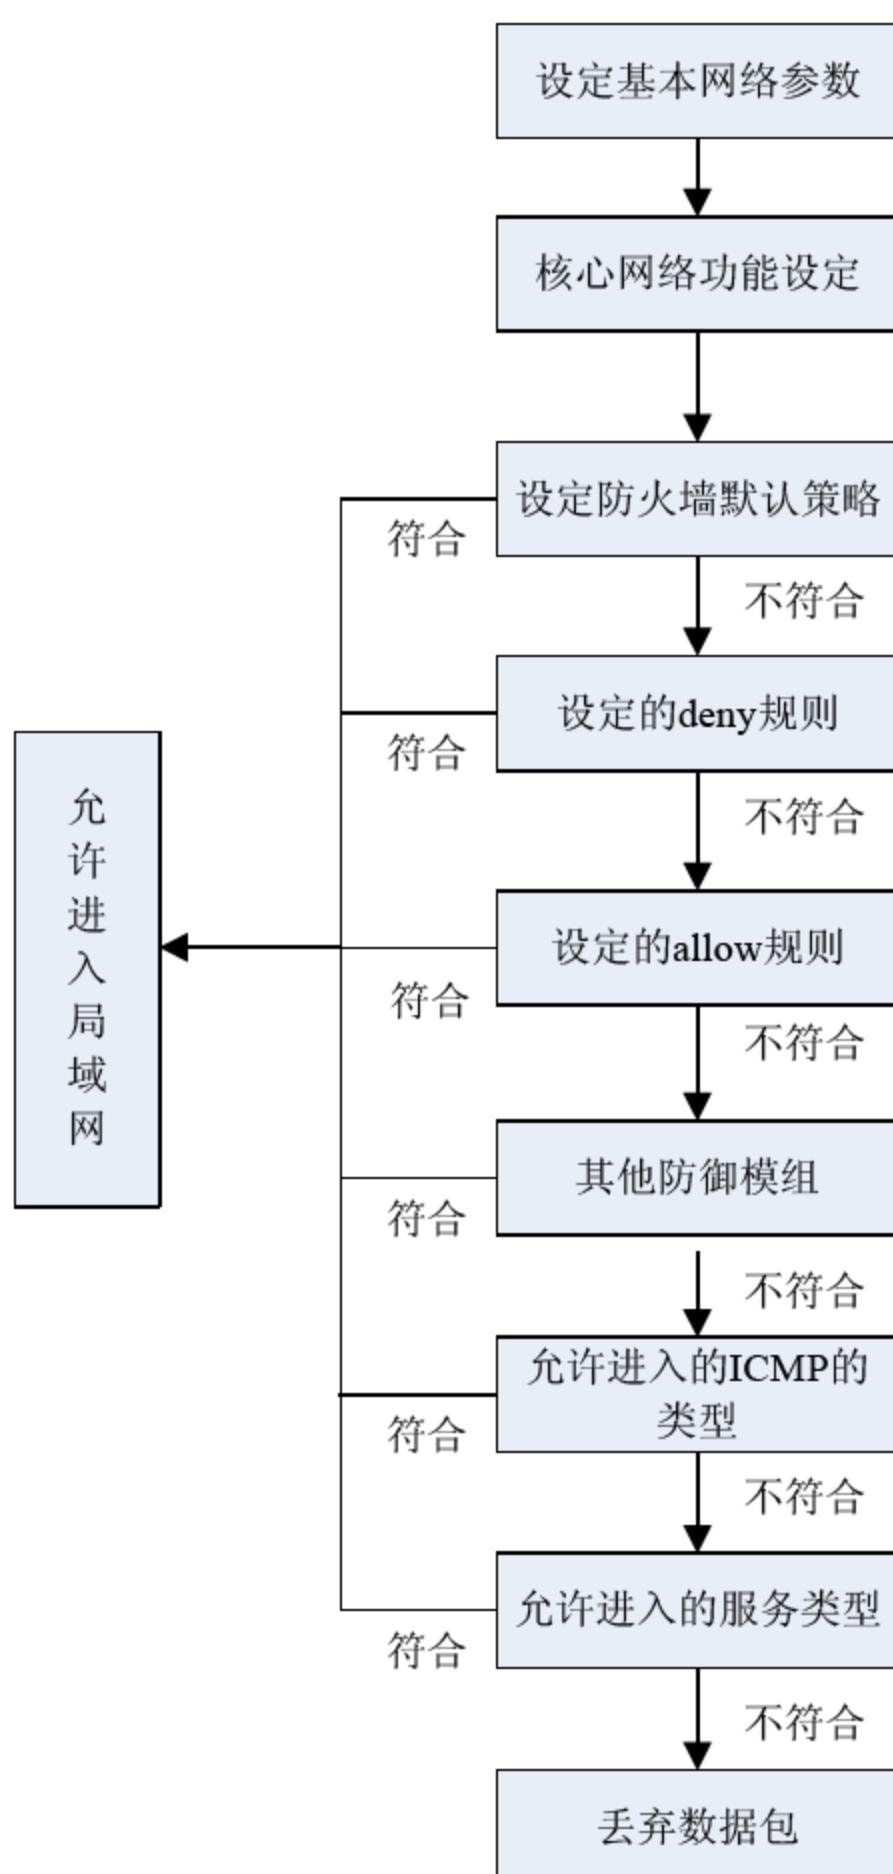 设定基本网络参数
核心网络功能设定
设定防火墙默认策略
符合
不符合
设定的deny规则
符合
不符合
允许进入局域网
设定的allow规则
符合
不符合
其他防御模组
符合
不符合
允许进入的ICMP的
类型
符合
不符合
允许进入的服务类型
符合
不符合
丢弃数据包